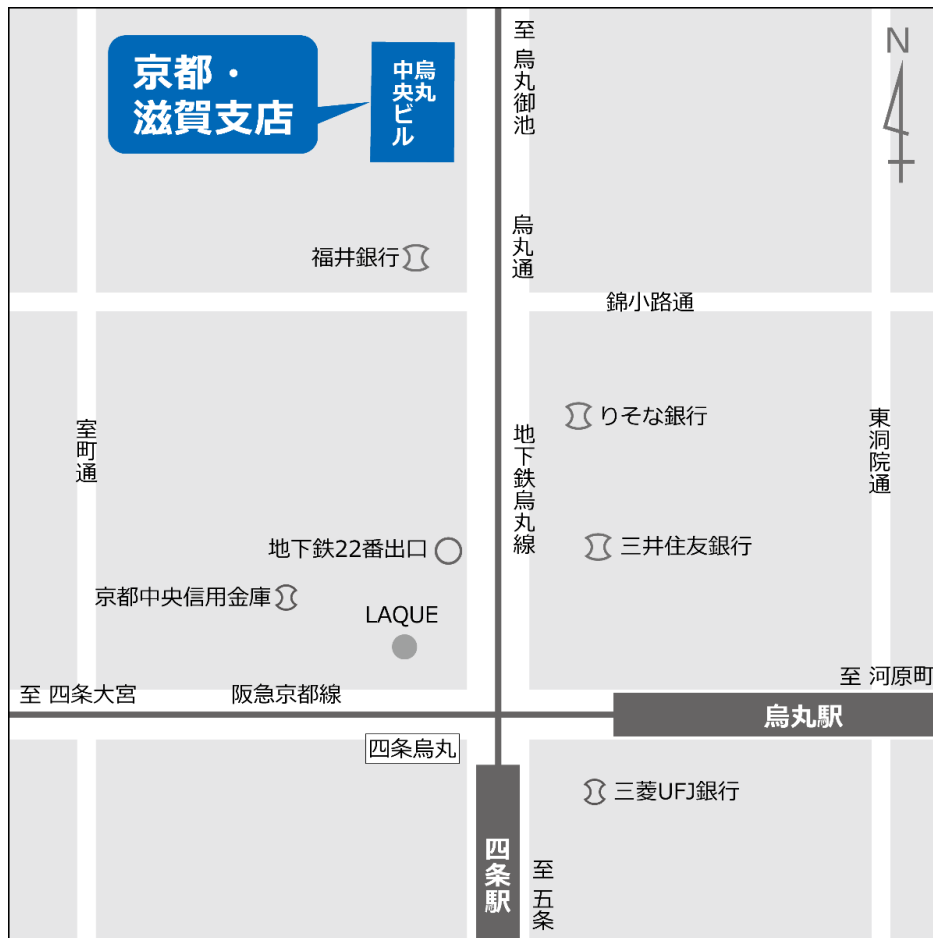 京都・
滋賀支店
烏丸
中央ビル
至 烏丸御池
N
烏丸通
福井銀行
錦小路通
りそな銀行
室町通
地下鉄烏丸線
東洞院通
地下鉄22番出口
三井住友銀行
京都中央信用金庫
LAQUE
至 河原町
至 四条大宮
阪急京都線
烏丸駅
四条烏丸
三菱UFJ銀行
四条駅
至 五条